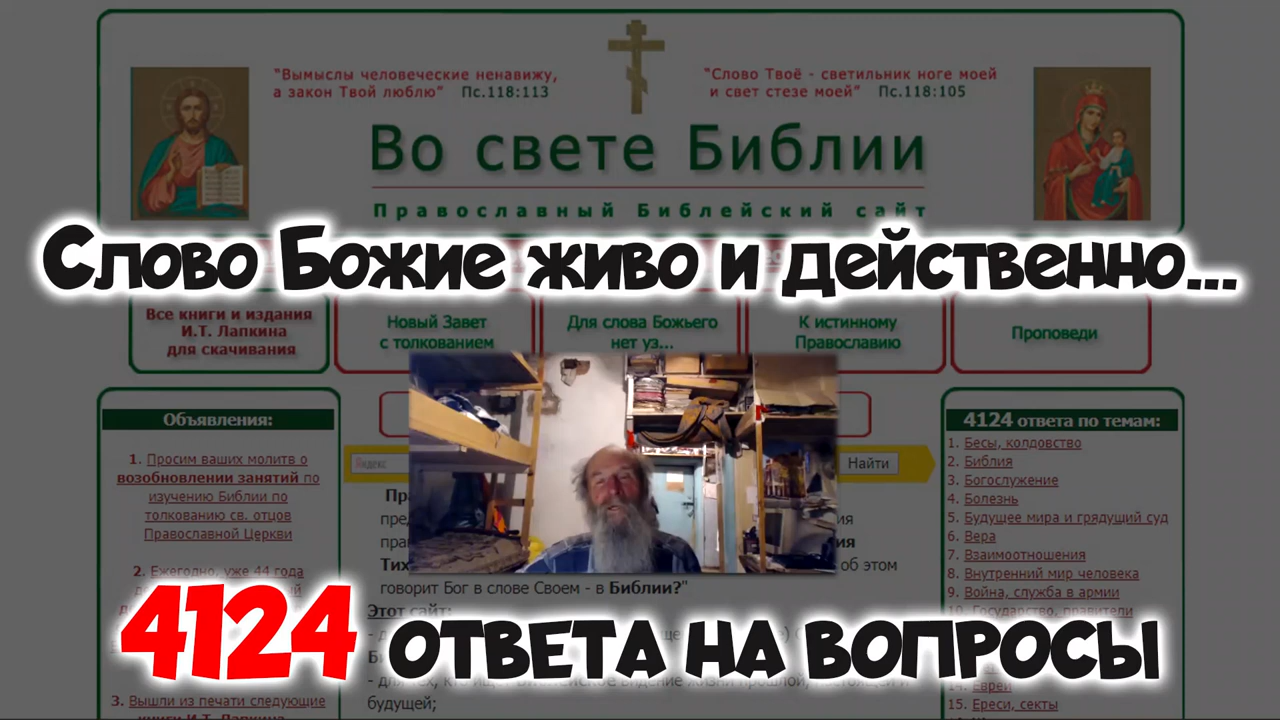 "Вымыслы человеческие ненавижу,
а закон Твой люблю" Пс.118:113
"Слово Твоё - светильник ноге моей
и свет стезе моей" Пс.118:105
Во свете Библии
Православный Библейский сайт
Слово Божие живо и действенно...
Все книги и издания
И.Т. Лапкина
для скачивания
Новый Завет
с толкованием
Для слова Божьего
нет уз...
К истинному
Православию
Проповеди
Объявления:
1. Просим ваших молитв о
возобновлении занятий по
изучению Библии по
толкованию св. отцов
Православной Церкви
2. Ежегодно, уже 44 года
3. Вышли из печати следующие
книги И.Т. Лапкина
Яндекс
Найти
об этом
говорит Бог в слове Своем - в Библии?"
Этот сайт:
будущее;
4124 ответа по темам:
1. Бесы, колдовство
2. Библия
3. Богослужение
4. Болезнь
5. Будущее мира и грядущий суд
6. Вера
7. Взаимоотношения
8. Внутренний мир человека
9. Война, служба в армии
10. Государство, правители
14. Евреи
15. Ереси, секты
4124 ответа на вопросы